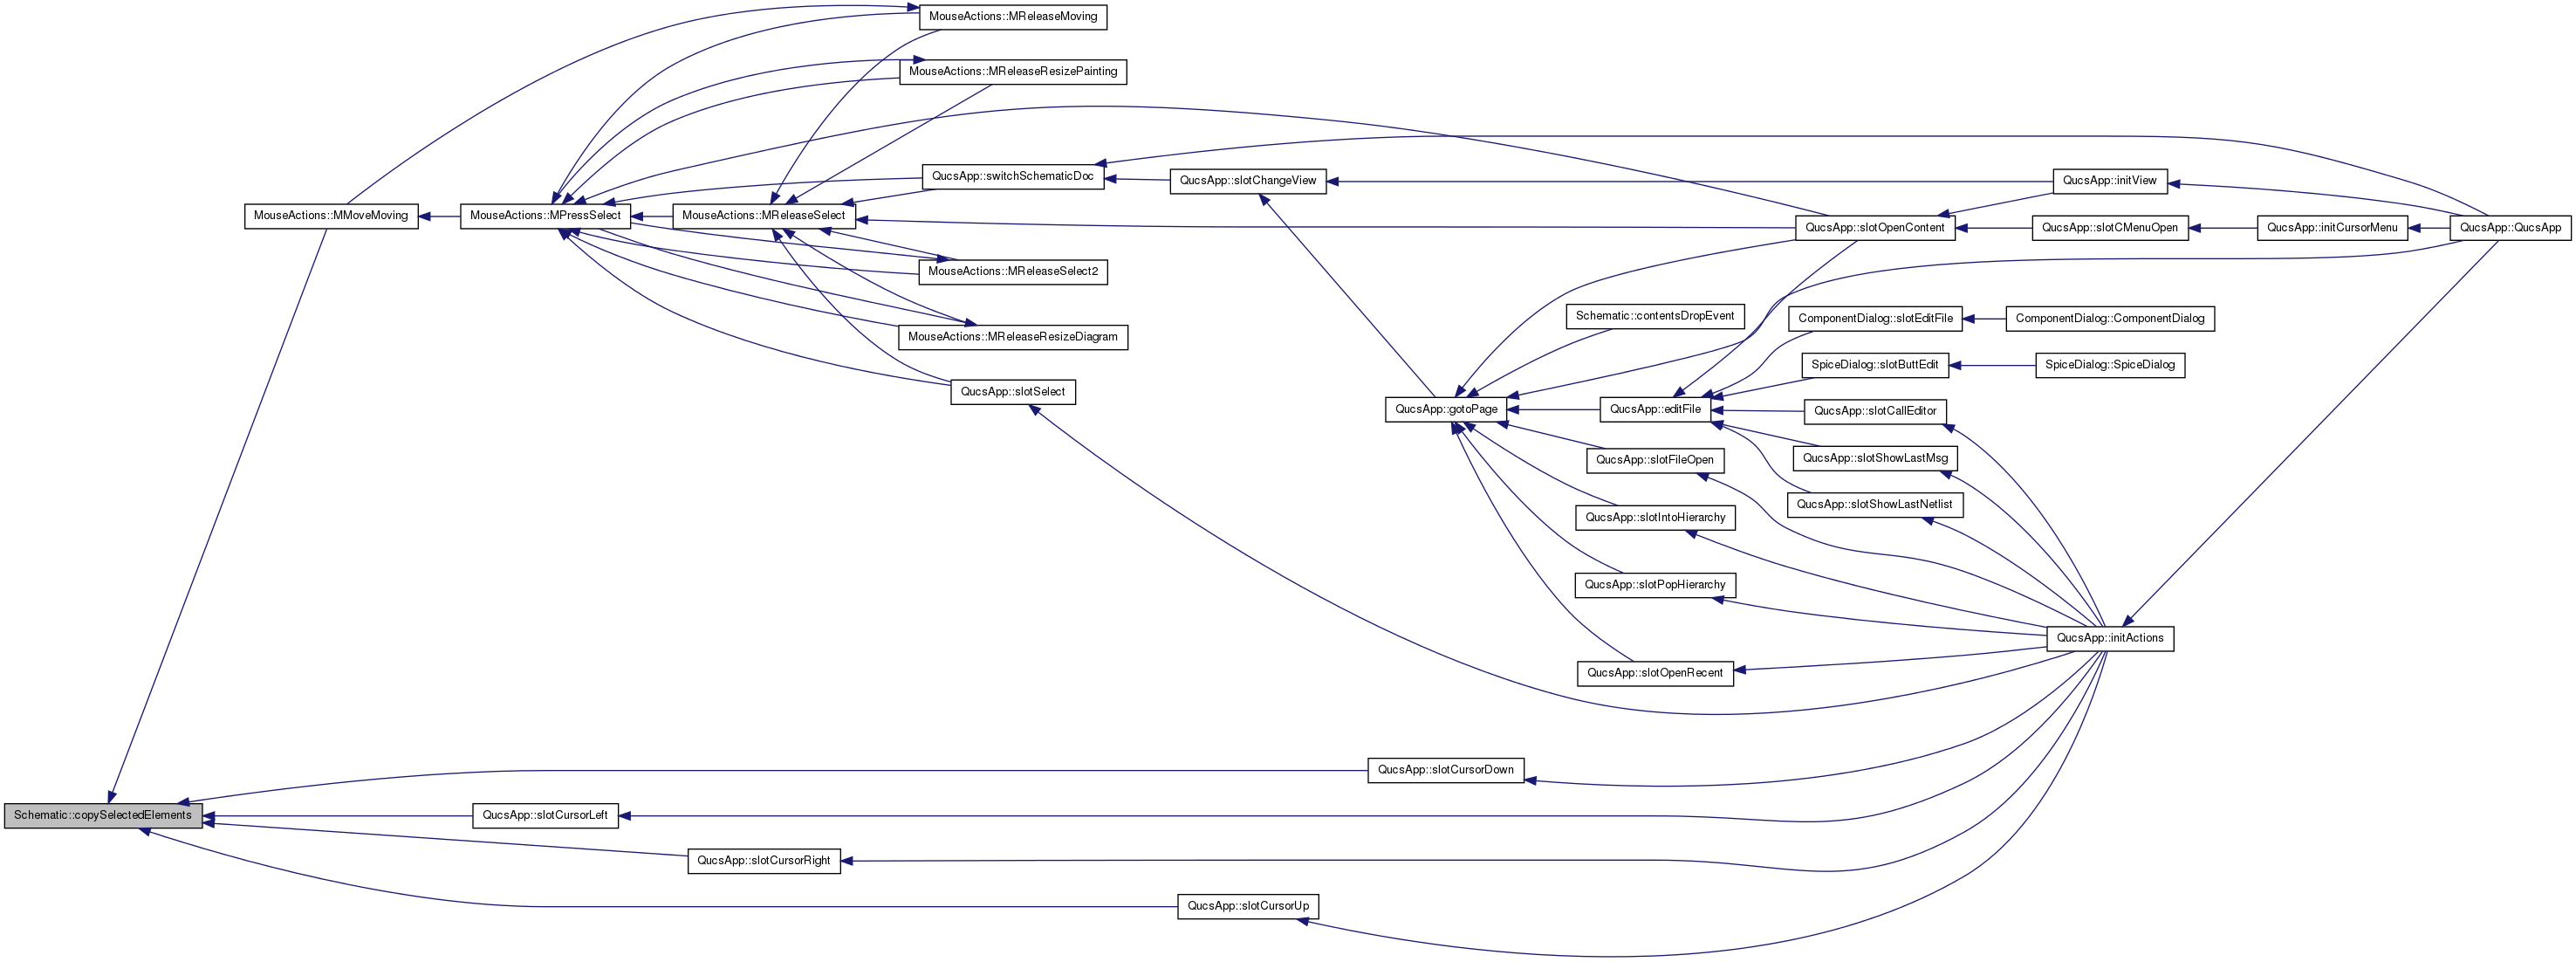 MouseActions::MReleaseMoving
MouseActions::MReleaseResizePainting
QucsApp::switchSchematicDoc
QucsApp::slotChangeView
QucsApp::initView
MouseActions::MMoveMoving
MouseActions::MPressSelect
MouseActions::MReleaseSelect
QucsApp::slotOpenContent
QucsApp::slotCMenuOpen
QucsApp::initCursorMenu
QucsApp::QucsApp
MouseActions::MReleaseSelect2
Schematic::contentsDropEvent
ComponentDialog::slotEditFile
ComponentDialog::ComponentDialog
MouseActions::MReleaseResizeDiagram
SpiceDialog::slotButtEdit
SpiceDialog::SpiceDialog
QucsApp::slotSelect
QucsApp::gotoPage
QucsApp::editFile
QucsApp::slotCallEditor
QucsApp::slotFileOpen
QucsApp::slotShowLastMsg
QucsApp::slotShowLastNetlist
QucsApp::slotIntoHierarchy
QucsApp::slotPopHierarchy
QucsApp::initActions
QucsApp::slotOpenRecent
QucsApp::slotCursorDown
Schematic::copySelectedElements
QucsApp::slotCursorLeft
QucsApp::slotCursorRight
QucsApp::slotCursorUp